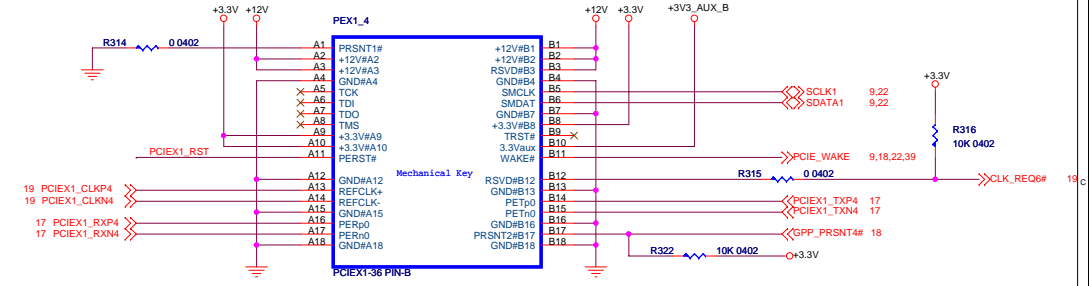 +3.3V +12V +12V +3.3V +3V3_AUX_B
PEX1_4
R314 0 0402 A1 PRSNT1# +12V#B1 B1
A2 +12V#A2 +12V#B2 B2
A3 +12V#A3 RSVD#B3 B3
A4 GND#A4 GND#B4 B4
A5 TCK SMCLK B5 SCLK1 9,22
A6 TDI SMDAT B6 SDATA1 9,22
A7 TDO GND#B7 B7
A8 TMS +3.3V#B8 B8
A9 +3.3V#A9 TRST# B9
A10 +3.3V#A10 3.3Vaux B10
PCIEX1_RST A11 PERST# WAKE# B11 PCIE_WAKE 9,18,22,39
+3.3V
R316
10K 0402
Mechanical Key
A12 GND#A12 RSVD#B12 B12 R315 0 0402 CLK_REQ6# 19
C
19 PCIEX1_CLKP4 A13 REFCLK+ GND#B13 B13
19 PCIEX1_CLKN4 A14 REFCLK- PETp0 B14 PCIEX1_TXP4 17
A15 GND#A15 PETn0 B15 PCIEX1_TXN4 17
17 PCIEX1_RXP4 A16 PERp0 GND#B16 B16
17 PCIEX1_RXN4 A17 PERn0 PRSNT2#B17 B17 GPP_PRSNT4# 18
A18 GND#A18 GND#B18 B18
R322 10K 0402 +3.3V
PCIEX1-36 PIN-B